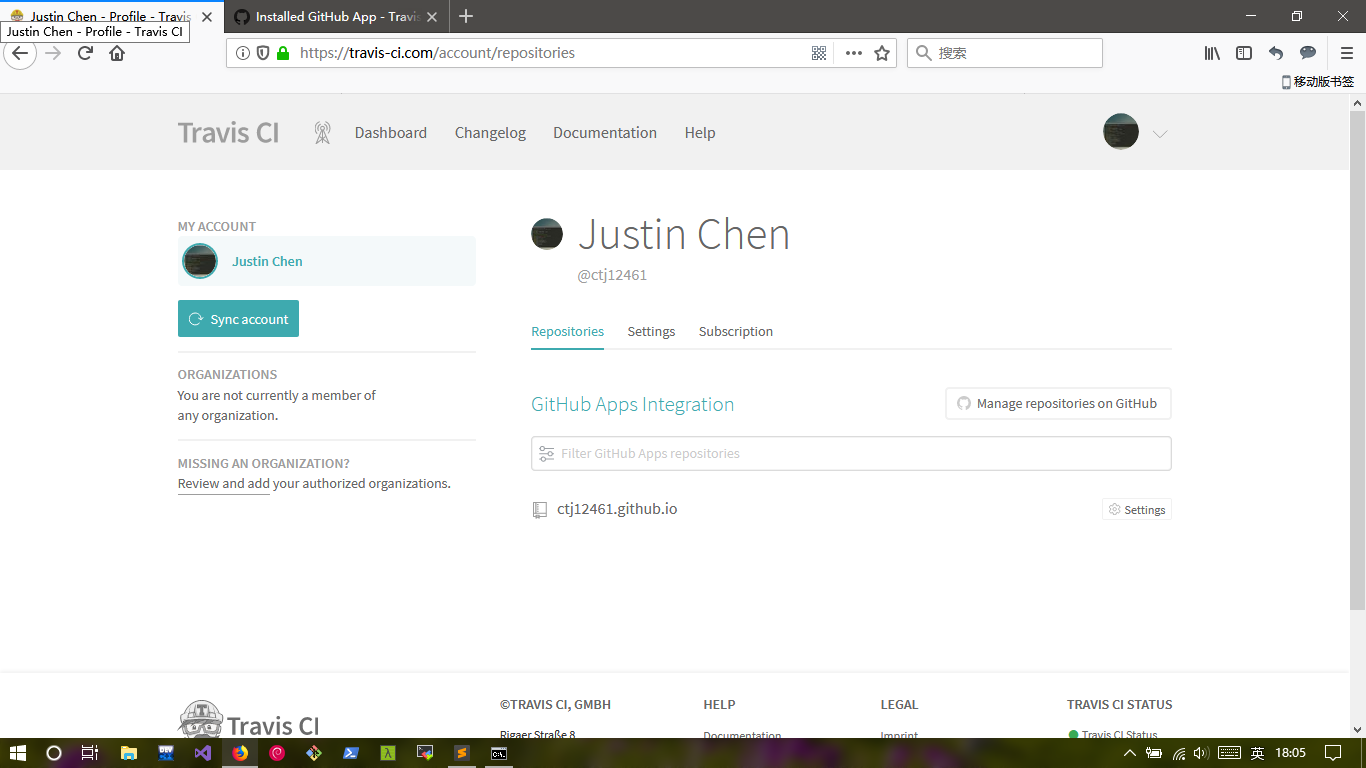 Justin Chen - Profile - Travis
Installed GitHub App - Travis
Justin Chen - Profile - Travis CI
https://travis-ci.com/account/repositories
搜索
移动版书签
Travis CI
Dashboard
Changelog
Documentation
Help
MY ACCOUNT
Justin Chen
Sync account
ORGANIZATIONS
You are not currently a member of
any organization.
MISSING AN ORGANIZATION?
Review and add your authorized organizations.
Justin Chen
@ctj12461
Repositories
Settings
Subscription
GitHub Apps Integration
Manage repositories on GitHub
Filter GitHub Apps repositories
ctj12461.github.io
Settings
Travis CI
©TRAVIS CI, GMBH
Rigaer Straße 8
HELP
Documentation
LEGAL
Imprint
TRAVIS CI STATUS
Travis CI Status
英
18:05